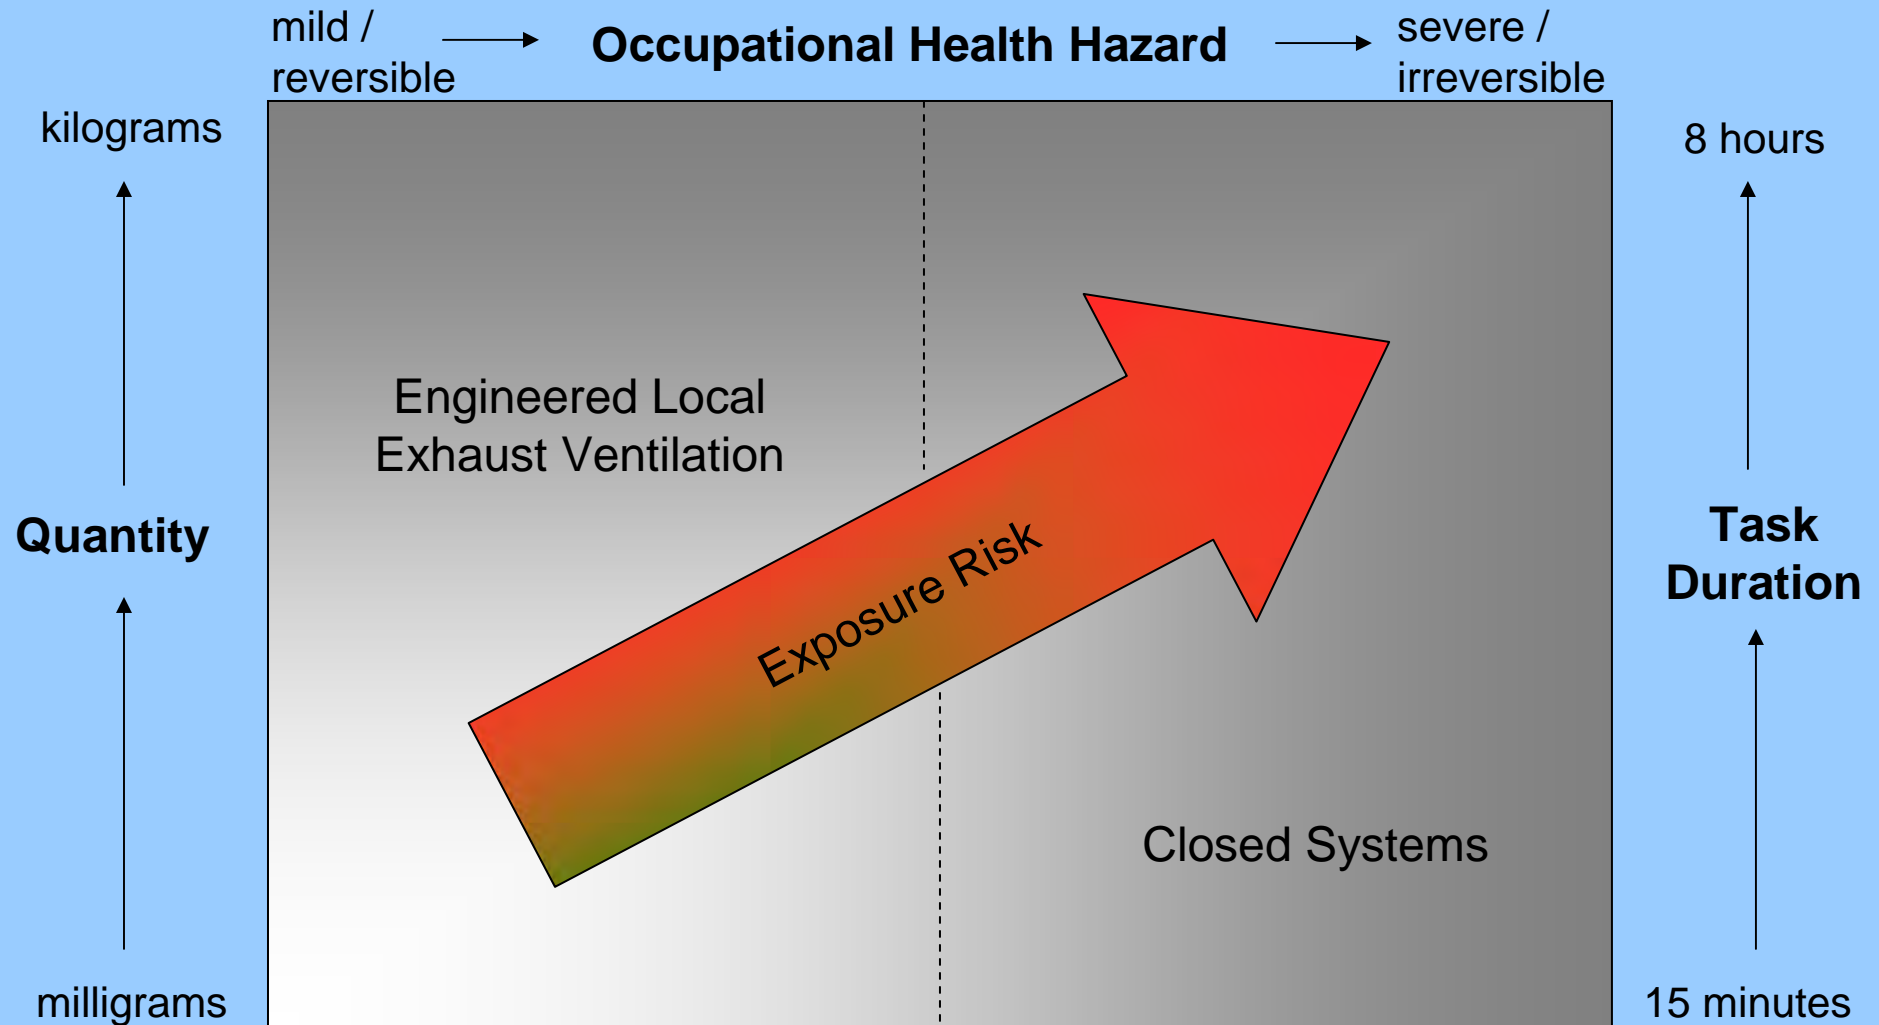 mild /
reversible
Occupational Health Hazard
severe /
irreversible
kilograms
8 hours
Engineered Local
Exhaust Ventilation
Quantity
Exposure Risk
Task
Duration
Closed Systems
milligrams
15 minutes